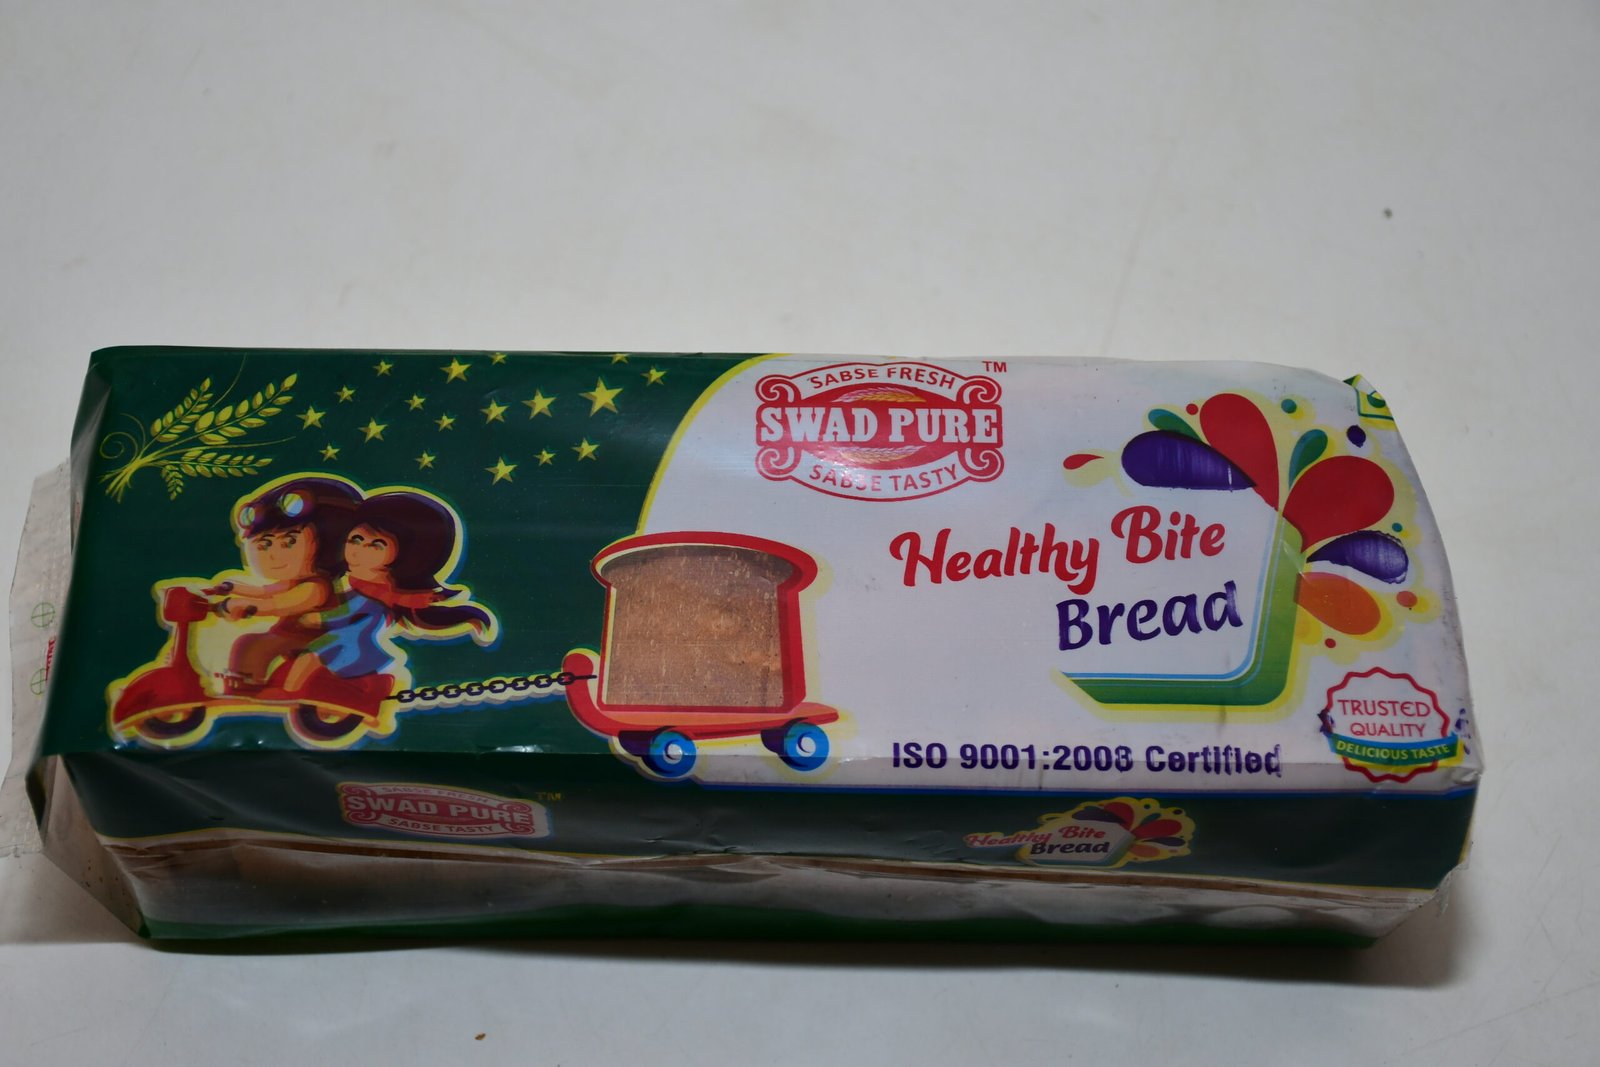 SABSE FRESH
TM
SWAD PURE
SABSE TASTY
Healthy Bite
Bread
TRUSTED
QUALITY
DELICIOUS TASTE
ISO 9001:2008 Certified
SABSE FRESH
TM
SWAD PURE
SABSE TASTY
Healthy Bite
Bread